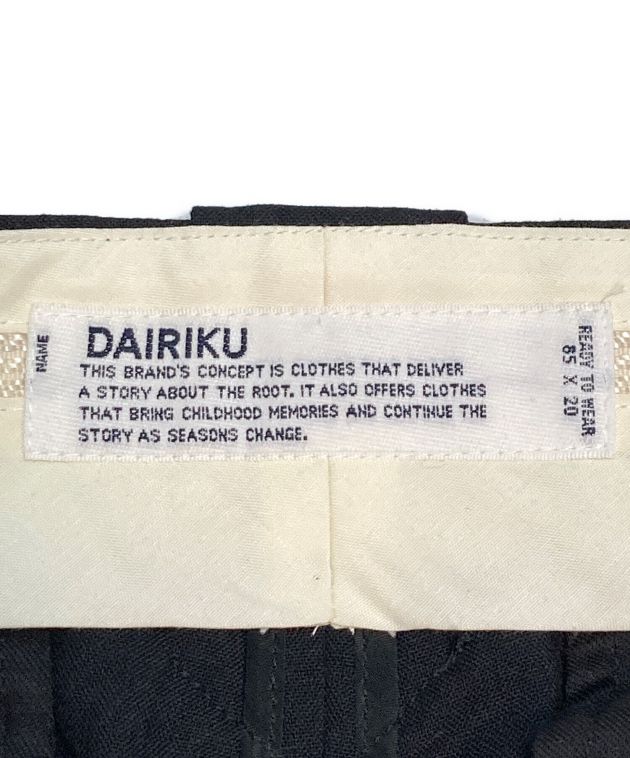 NAME
DAIRIKU
THIS BRAND'S CONCEPT IS CLOTHES THAT DELIVER
A STORY ABOUT THE ROOT. IT ALSO OFFERS CLOTHES
THAT BRING CHILDHOOD MEMORIES AND CONTINUE THE
STORY AS SEASONS CHANGE.
READY TO WEAR
85 X 20